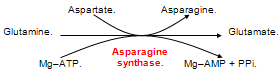 Aspartate. Asparagine.
Glutamine. Glutamate.
Mg–ATP. Asparagine Mg–AMP + PPi.
synthase.